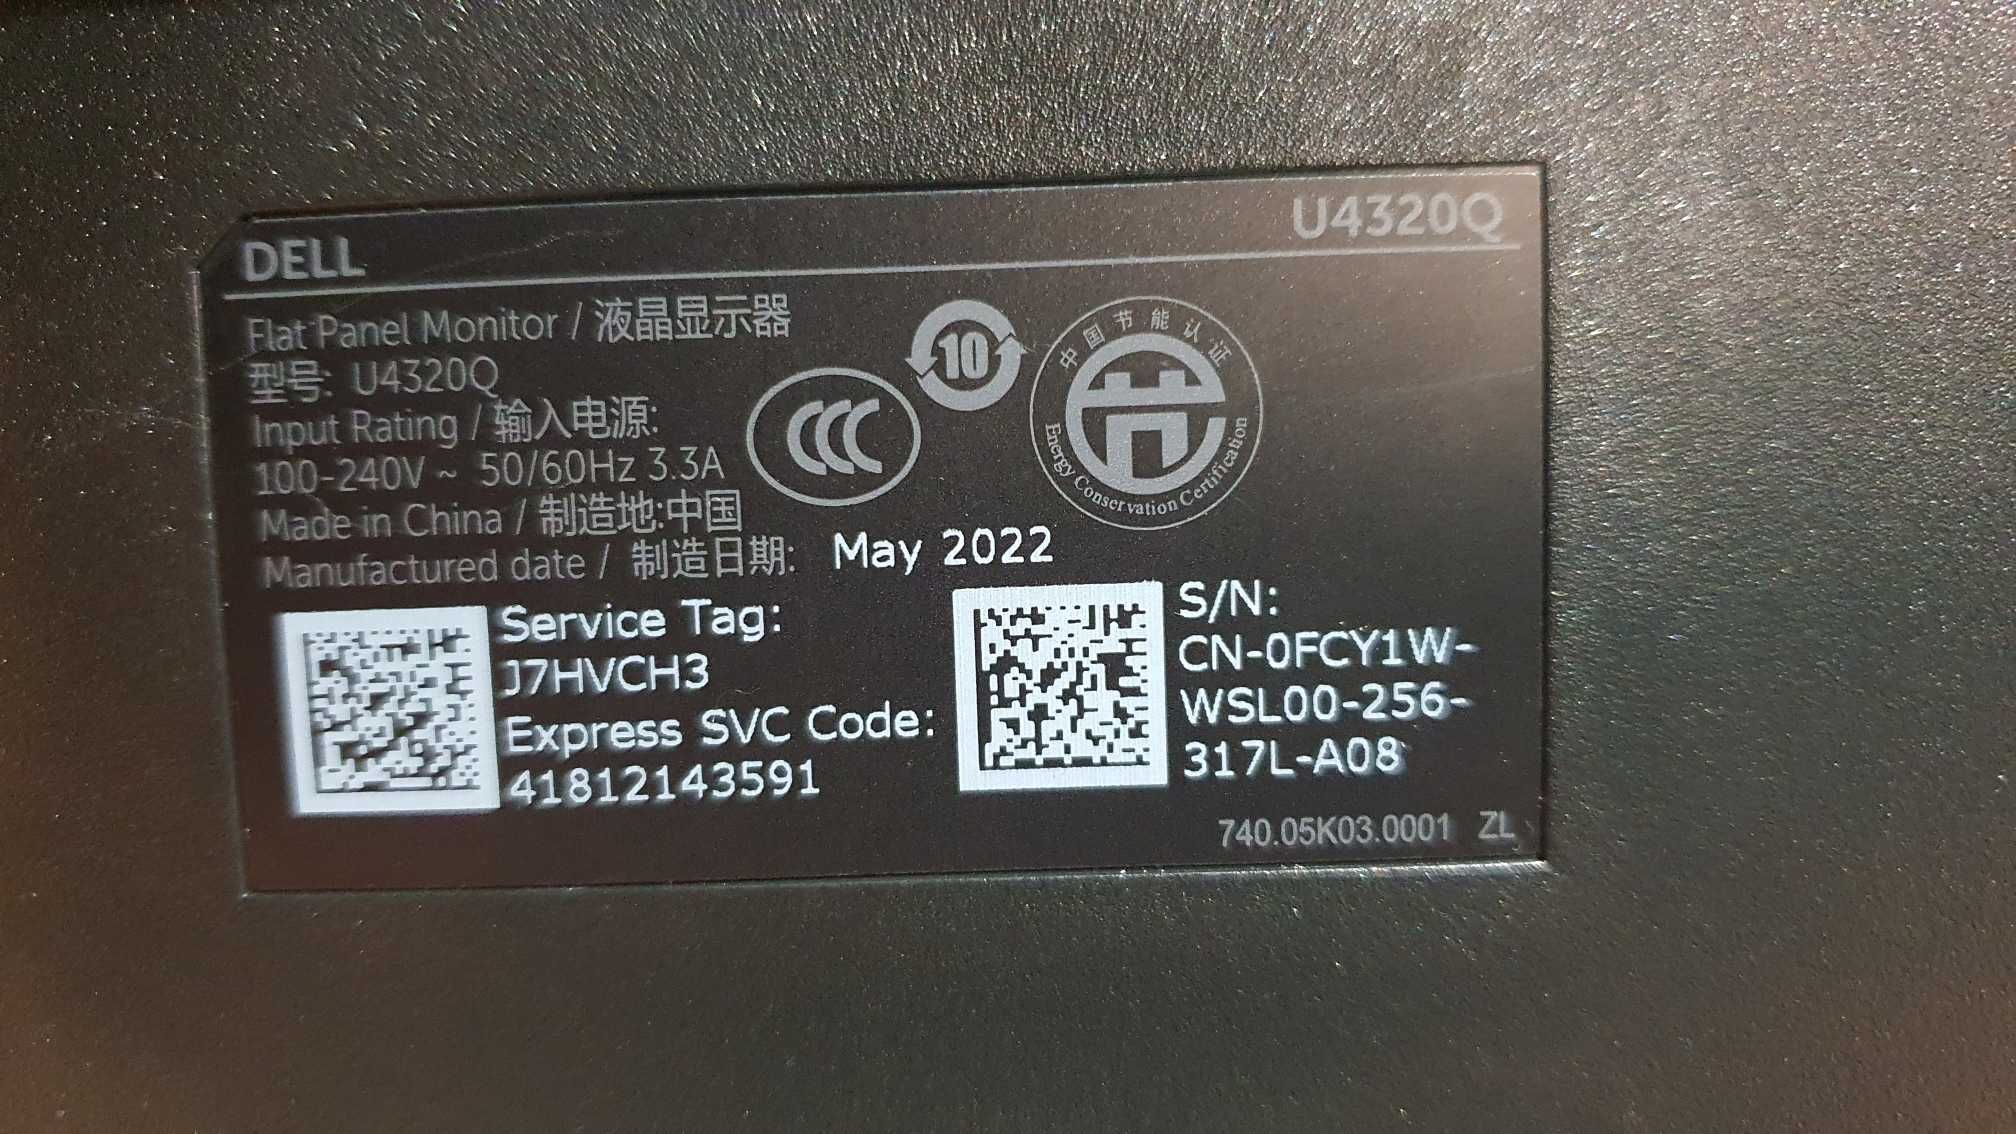 DELL
U4320Q
Flat Panel Monitor / 液晶显示器
型号: U4320Q
Input Rating / 输入电源:
100-240V ~ 50/60Hz 3.3A
Made in China / 制造地:中国
Manufactured date / 制造日期: May 2022
CCC
10
中国节能认证
Energy Conservation Certification
Service Tag:
J7HVCH3
Express SVC Code:
41812143591
S/N:
CN-0FCY1W-
WSL00-256-
317L-A08
740.05K03.0001 ZL